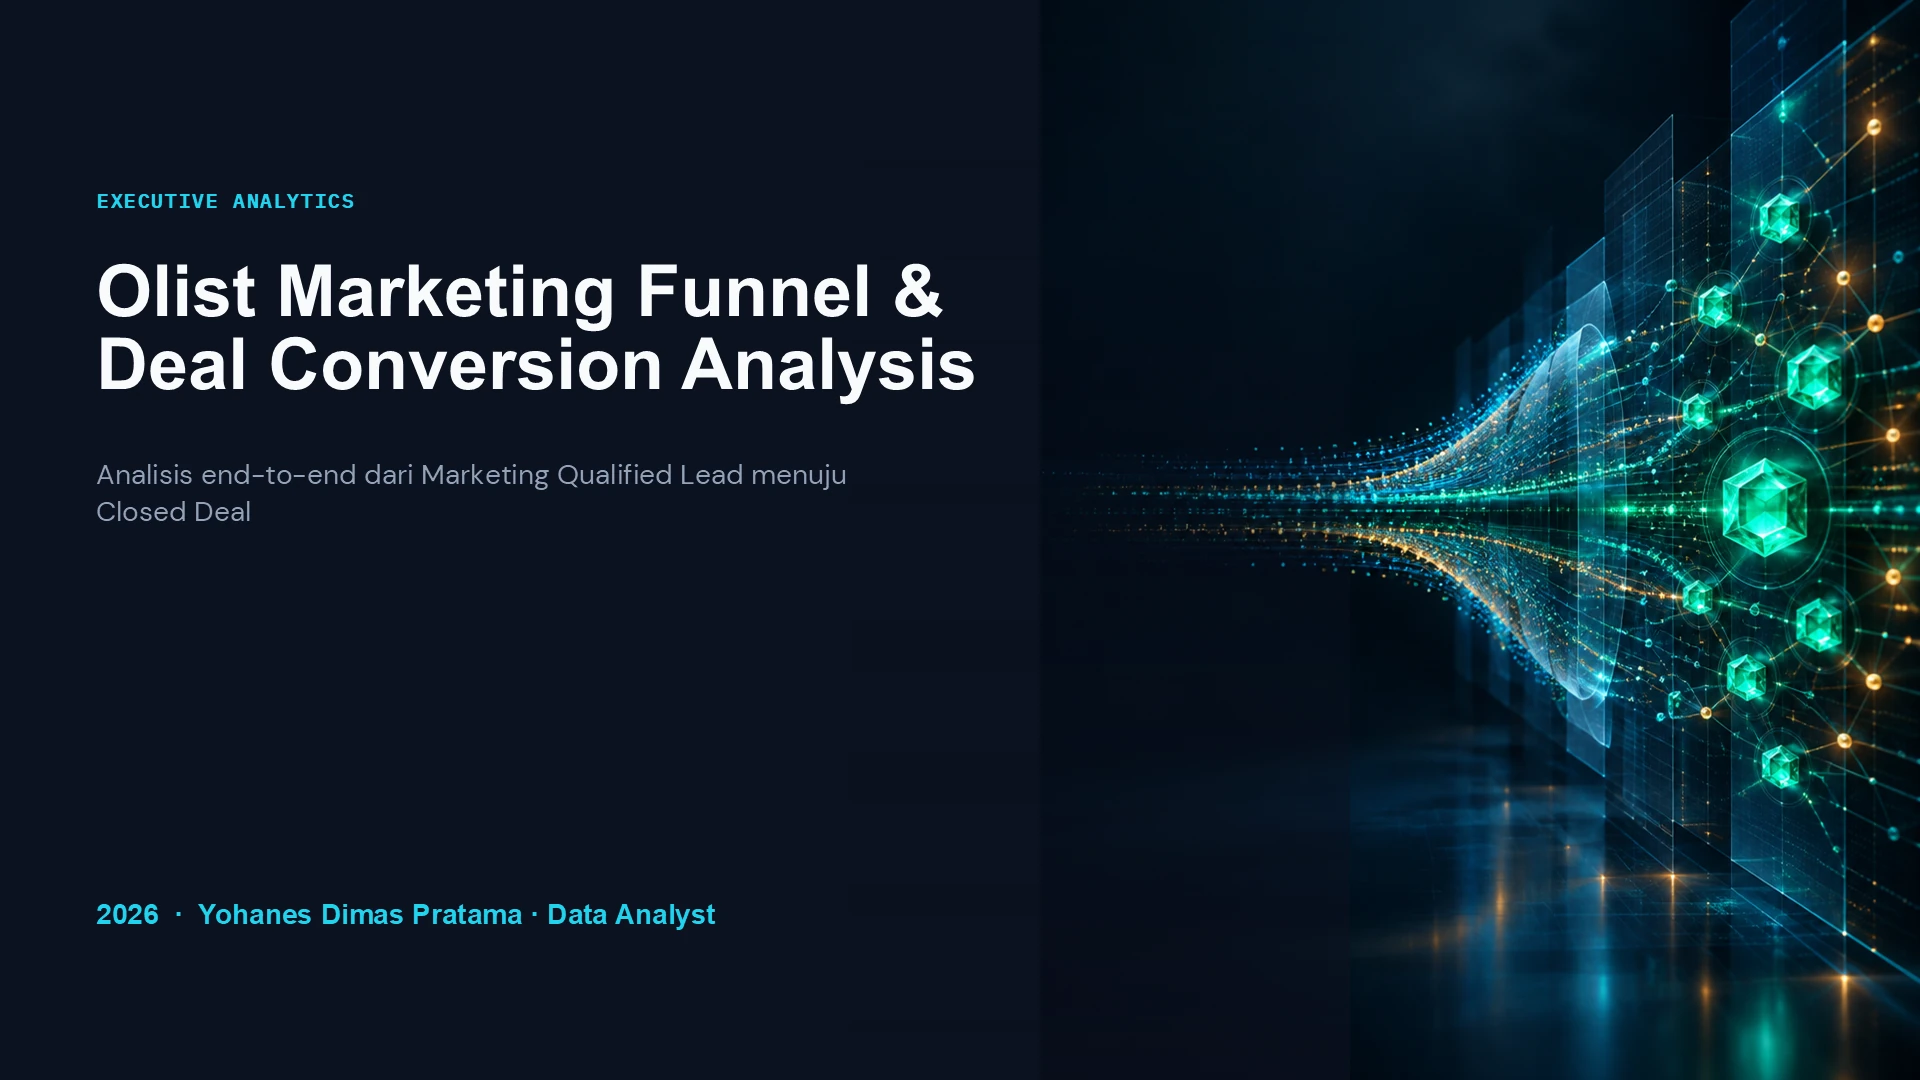 EXECUTIVE ANALYTICS
Olist Marketing Funnel &
Deal Conversion Analysis
Analisis end-to-end dari Marketing Qualified Lead menuju
Closed Deal
2026 · Yohanes Dimas Pratama · Data Analyst